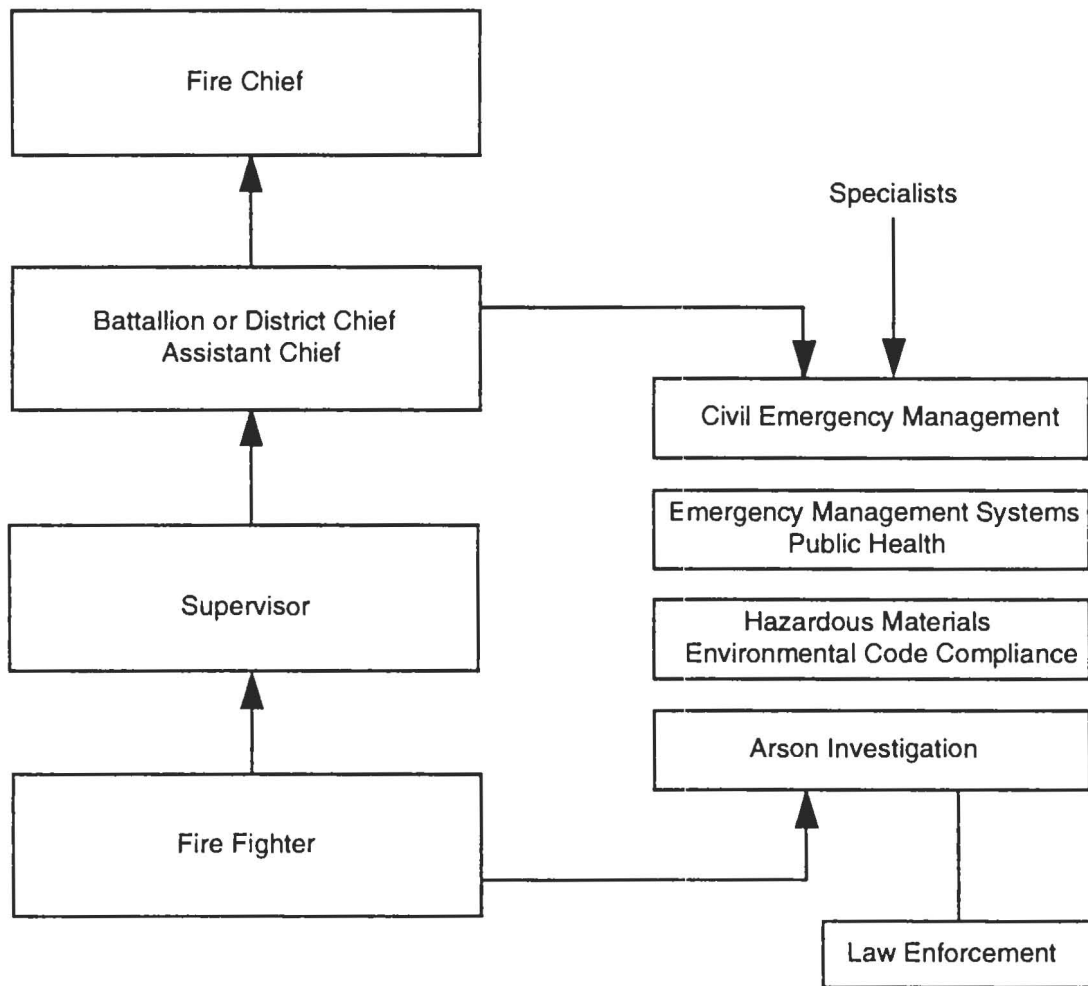 Fire Chief
Specialists
Battallion or District Chief
Assistant Chief
Civil Emergency Management
Emergency Management Systems
Public Health
Supervisor
Hazardous Materials
Environmental Code Compliance
Arson Investigation
Fire Fighter
Law Enforcement